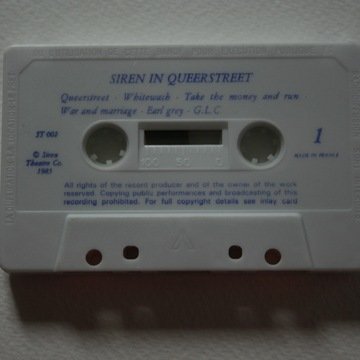 SIREN IN QUEERSTREET
Queerstreet · Whitewash · Take the money and run ·
War and marriage · Earl grey · G.L.C
ST 002
1
© Siren
Theatre Co.
1985
100 50 0
MADE IN FRANCE
All rights of the record producer and of the owner of the work
reserved. Copying public performances and broadcasting of this
recording prohibited. For full copyright details see inlay card